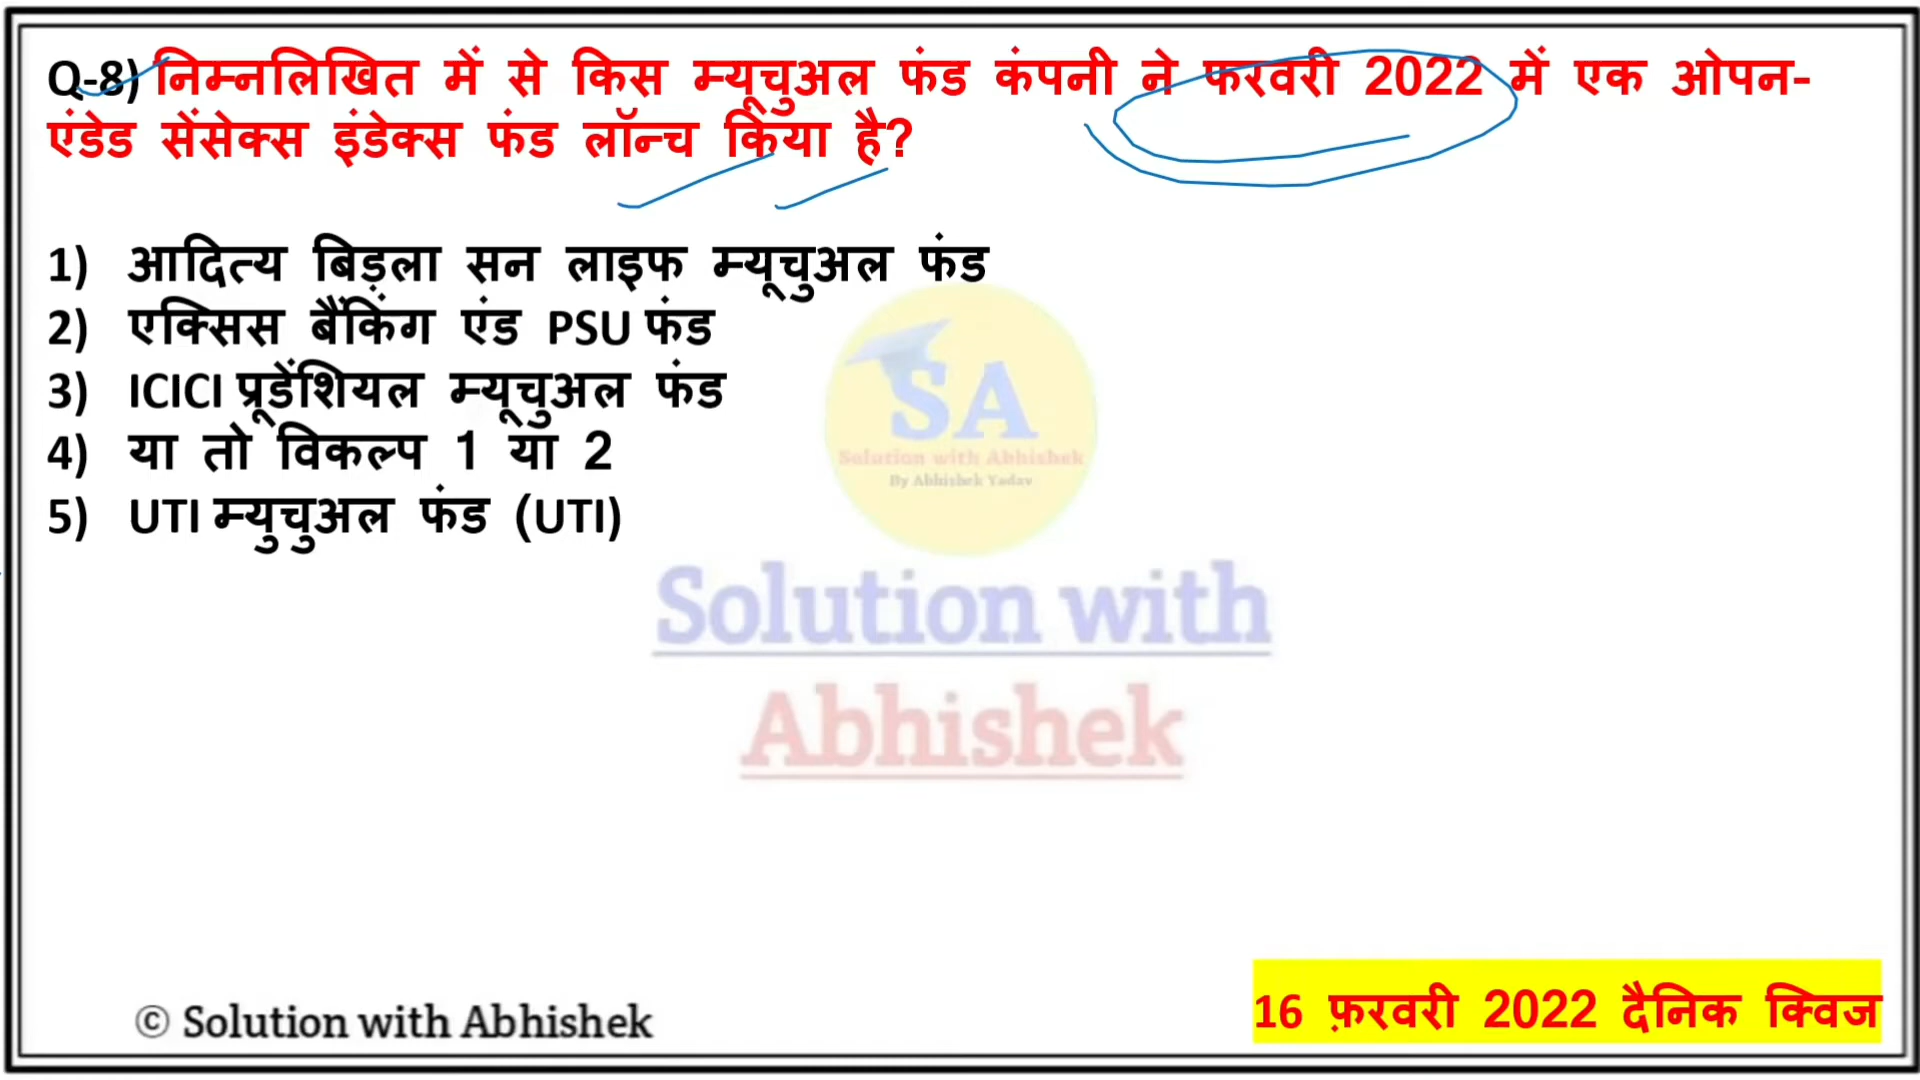 Q-8) निम्नलिखित में से किस म्यूचुअल फंड कंपनी ने फरवरी 2022 में एक ओपन-
एंडेड सेंसेक्स इंडेक्स फंड लॉन्च किया है?
1) आदित्य बिड़ला सन लाइफ म्यूचुअल फंड
2) एक्सिस बैंकिंग एंड PSU फंड
3) ICICI प्रूडेंशियल म्यूचुअल फंड
4) या तो विकल्प 1 या 2
5) UTI म्युचुअल फंड (UTI)
SA
Solution with Abhishek
By Abhishek Yadav
Solution with
Abhishek
© Solution with Abhishek
16 फ़रवरी 2022 दैनिक क्विज